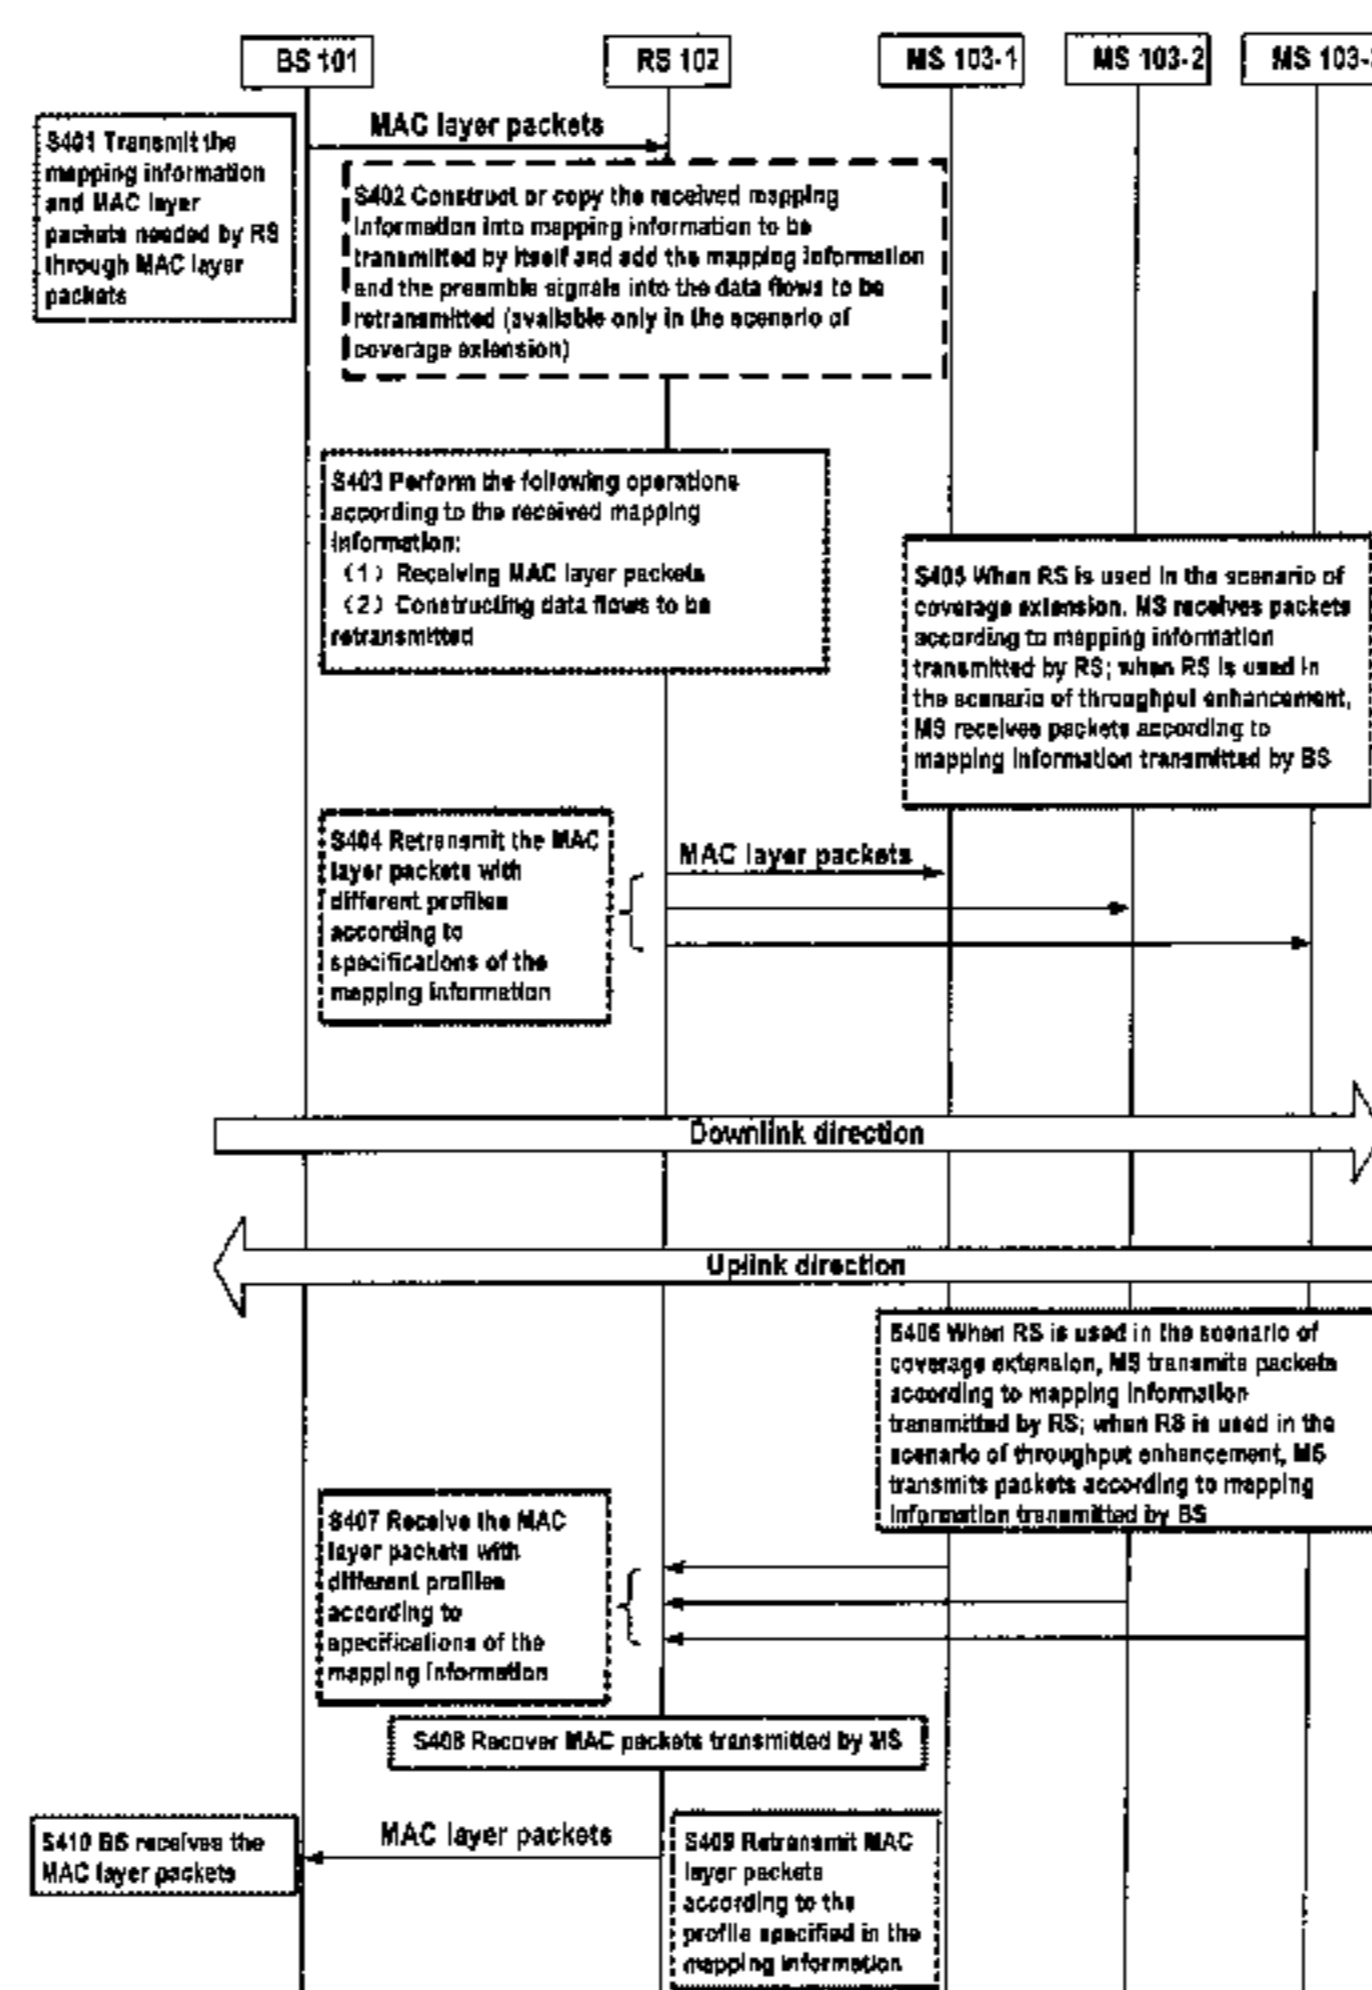 BS 101
RS 102
MS 103-1
MS 103-2
MS 103-
MAC layer packets
S401 Transmit the
mapping information
and MAC layer
packets needed by RS
through MAC layer
packets
S402 Construct or copy the received mapping
information into mapping information to be
transmitted by itself and add the mapping information
and the preamble signals into the data flows to be
retransmitted (available only in the scenario of
coverage extension)
S403 Perform the following operations
according to the received mapping
information:
(1) Receiving MAC layer packets
(2) Constructing data flows to be
retransmitted
S405 When RS is used in the scenario of
coverage extension, MS receives packets
according to mapping information
transmitted by RS; when RS is used in
the scenario of throughput enhancement,
MS receives packets according to
mapping information transmitted by BS
S404 Retransmit the MAC
layer packets with
different profiles
according to
specifications of the
mapping information
MAC layer packets
Downlink direction
Uplink direction
S406 When RS is used in the scenario of
coverage extension, MS transmits packets
according to mapping information
transmitted by RS; when RS is used in the
scenario of throughput enhancement, MS
transmits packets according to mapping
information transmitted by BS
S407 Receive the MAC
layer packets with
different profiles
according to
specifications of the
mapping information
S408 Recover MAC packets transmitted by MS
S410 BS receives the
MAC layer packets
MAC layer packets
S409 Retransmit MAC
layer packets
according to the
profile specified in the
mapping information